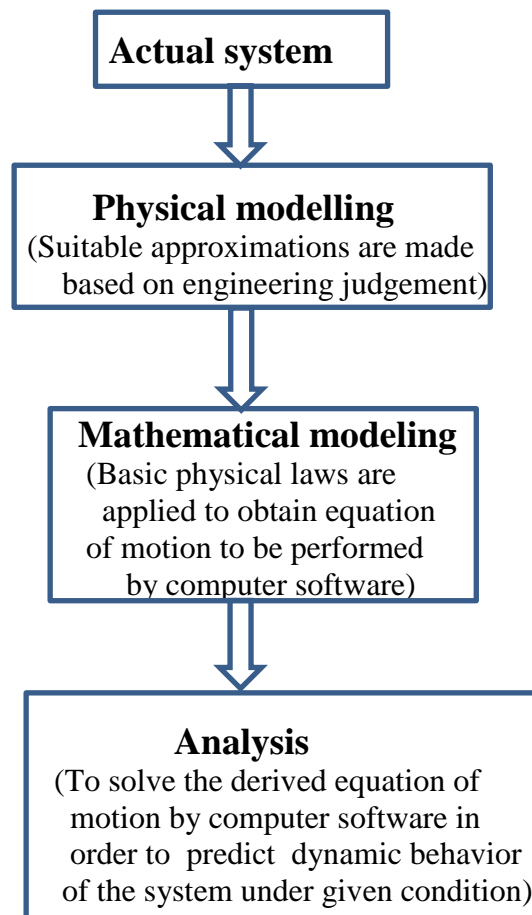 Actual system
Physical modelling
(Suitable approximations are made
based on engineering judgement)
Mathematical modeling
(Basic physical laws are
applied to obtain equation
of motion to be performed
by computer software)
Analysis
(To solve the derived equation of
motion by computer software in
order to predict dynamic behavior
of the system under given condition)